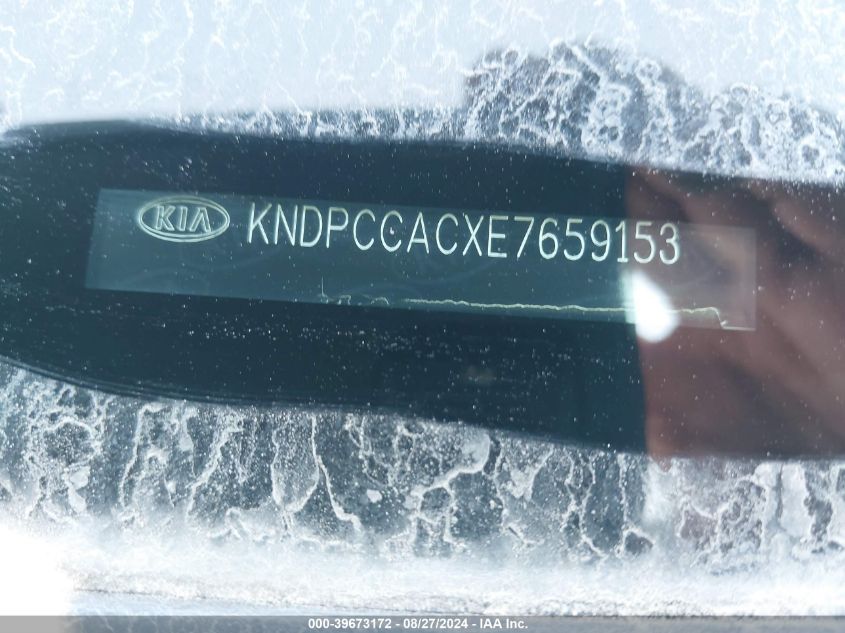 KIA KNDPCCACXE7659153
000-39673172 - 08/27/2024 - IAA Inc.